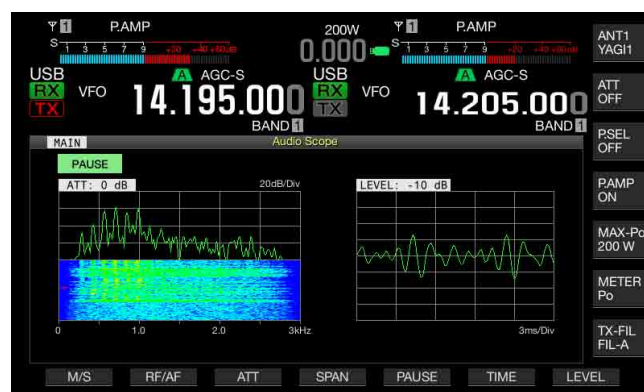 1 P.AMP 200W 1 P.AMP
S 1 3 5 7 9 +20 +40 +60dB 0.000 S 1 3 5 7 9 +20 +40 +60dB
USB A AGC-S USB A AGC-S
RX VFO 14.195.000 RX VFO 14.205.000
TX TX
BAND 1 BAND 1
MAIN Audio Scope
PAUSE
ATT: 0 dB 20dB/Div LEVEL: -10 dB
0 1.0 2.0 3kHz 3ms/Div
M/S RF/AF ATT SPAN PAUSE TIME LEVEL
ANT1
YAGI1
ATT
OFF
P.SEL
OFF
P.AMP
ON
MAX-Po
200 W
METER
Po
TX-FIL
FIL-A